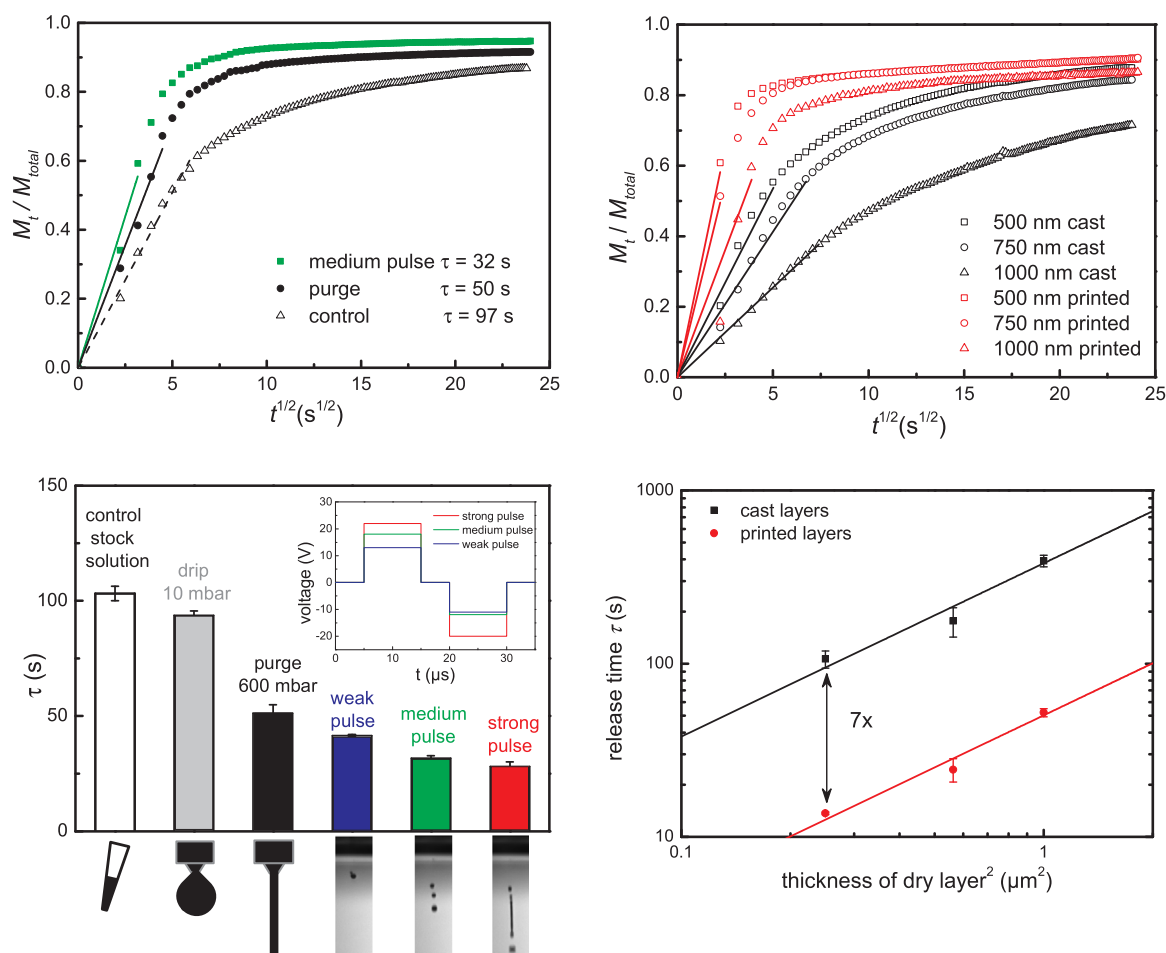 1.0
0.8
0.6
0.4
0.2
0.0
M_t / M_total
medium pulse τ = 32 s
purge τ = 50 s
control τ = 97 s
0 5 10 15 20 25
t^1/2(s^1/2)
1.0
0.8
0.6
0.4
0.2
0.0
M_t / M_total
500 nm cast
750 nm cast
1000 nm cast
500 nm printed
750 nm printed
1000 nm printed
0 5 10 15 20 25
t^1/2(s^1/2)
150
100
50
0
τ (s)
control
stock
solution
drip
10 mbar
purge
600 mbar
weak
pulse
medium
pulse
strong
pulse
30
20
10
0
-10
-20
voltage (V)
strong pulse
medium pulse
weak pulse
0 10 20 30
t (µs)
1000
100
10
release time τ (s)
cast layers
printed layers
7x
0.1 1
thickness of dry layer² (µm²)